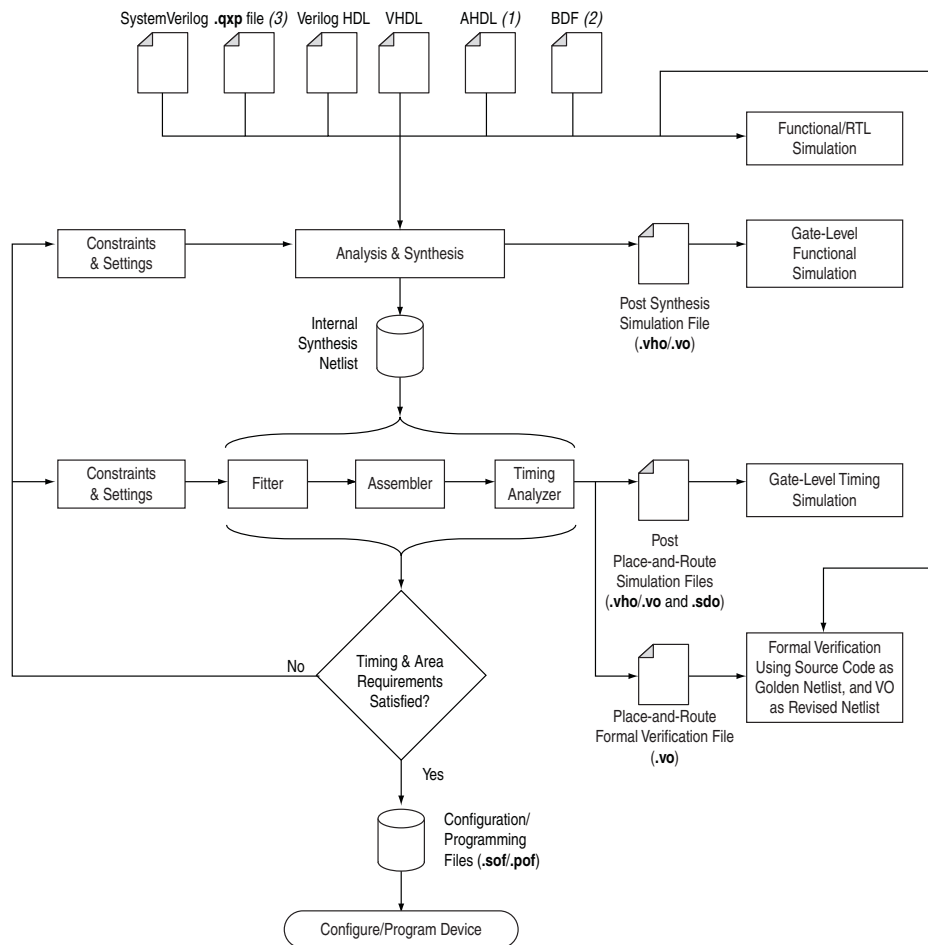 SystemVerilog .qxp file (3) Verilog HDL VHDL AHDL (1) BDF (2)
Functional/RTL
Simulation
Constraints
& Settings
Analysis & Synthesis
Gate-Level
Functional
Simulation
Post Synthesis
Simulation File
(.vho/.vo)
Internal
Synthesis
Netlist
Constraints
& Settings
Fitter
Assembler
Timing
Analyzer
Gate-Level Timing
Simulation
Post
Place-and-Route
Simulation Files
(.vho/.vo and .sdo)
No
Timing & Area
Requirements
Satisfied?
Formal Verification
Using Source Code as
Golden Netlist, and VO
as Revised Netlist
Place-and-Route
Formal Verification File
(.vo)
Yes
Configuration/
Programming
Files (.sof/.pof)
Configure/Program Device